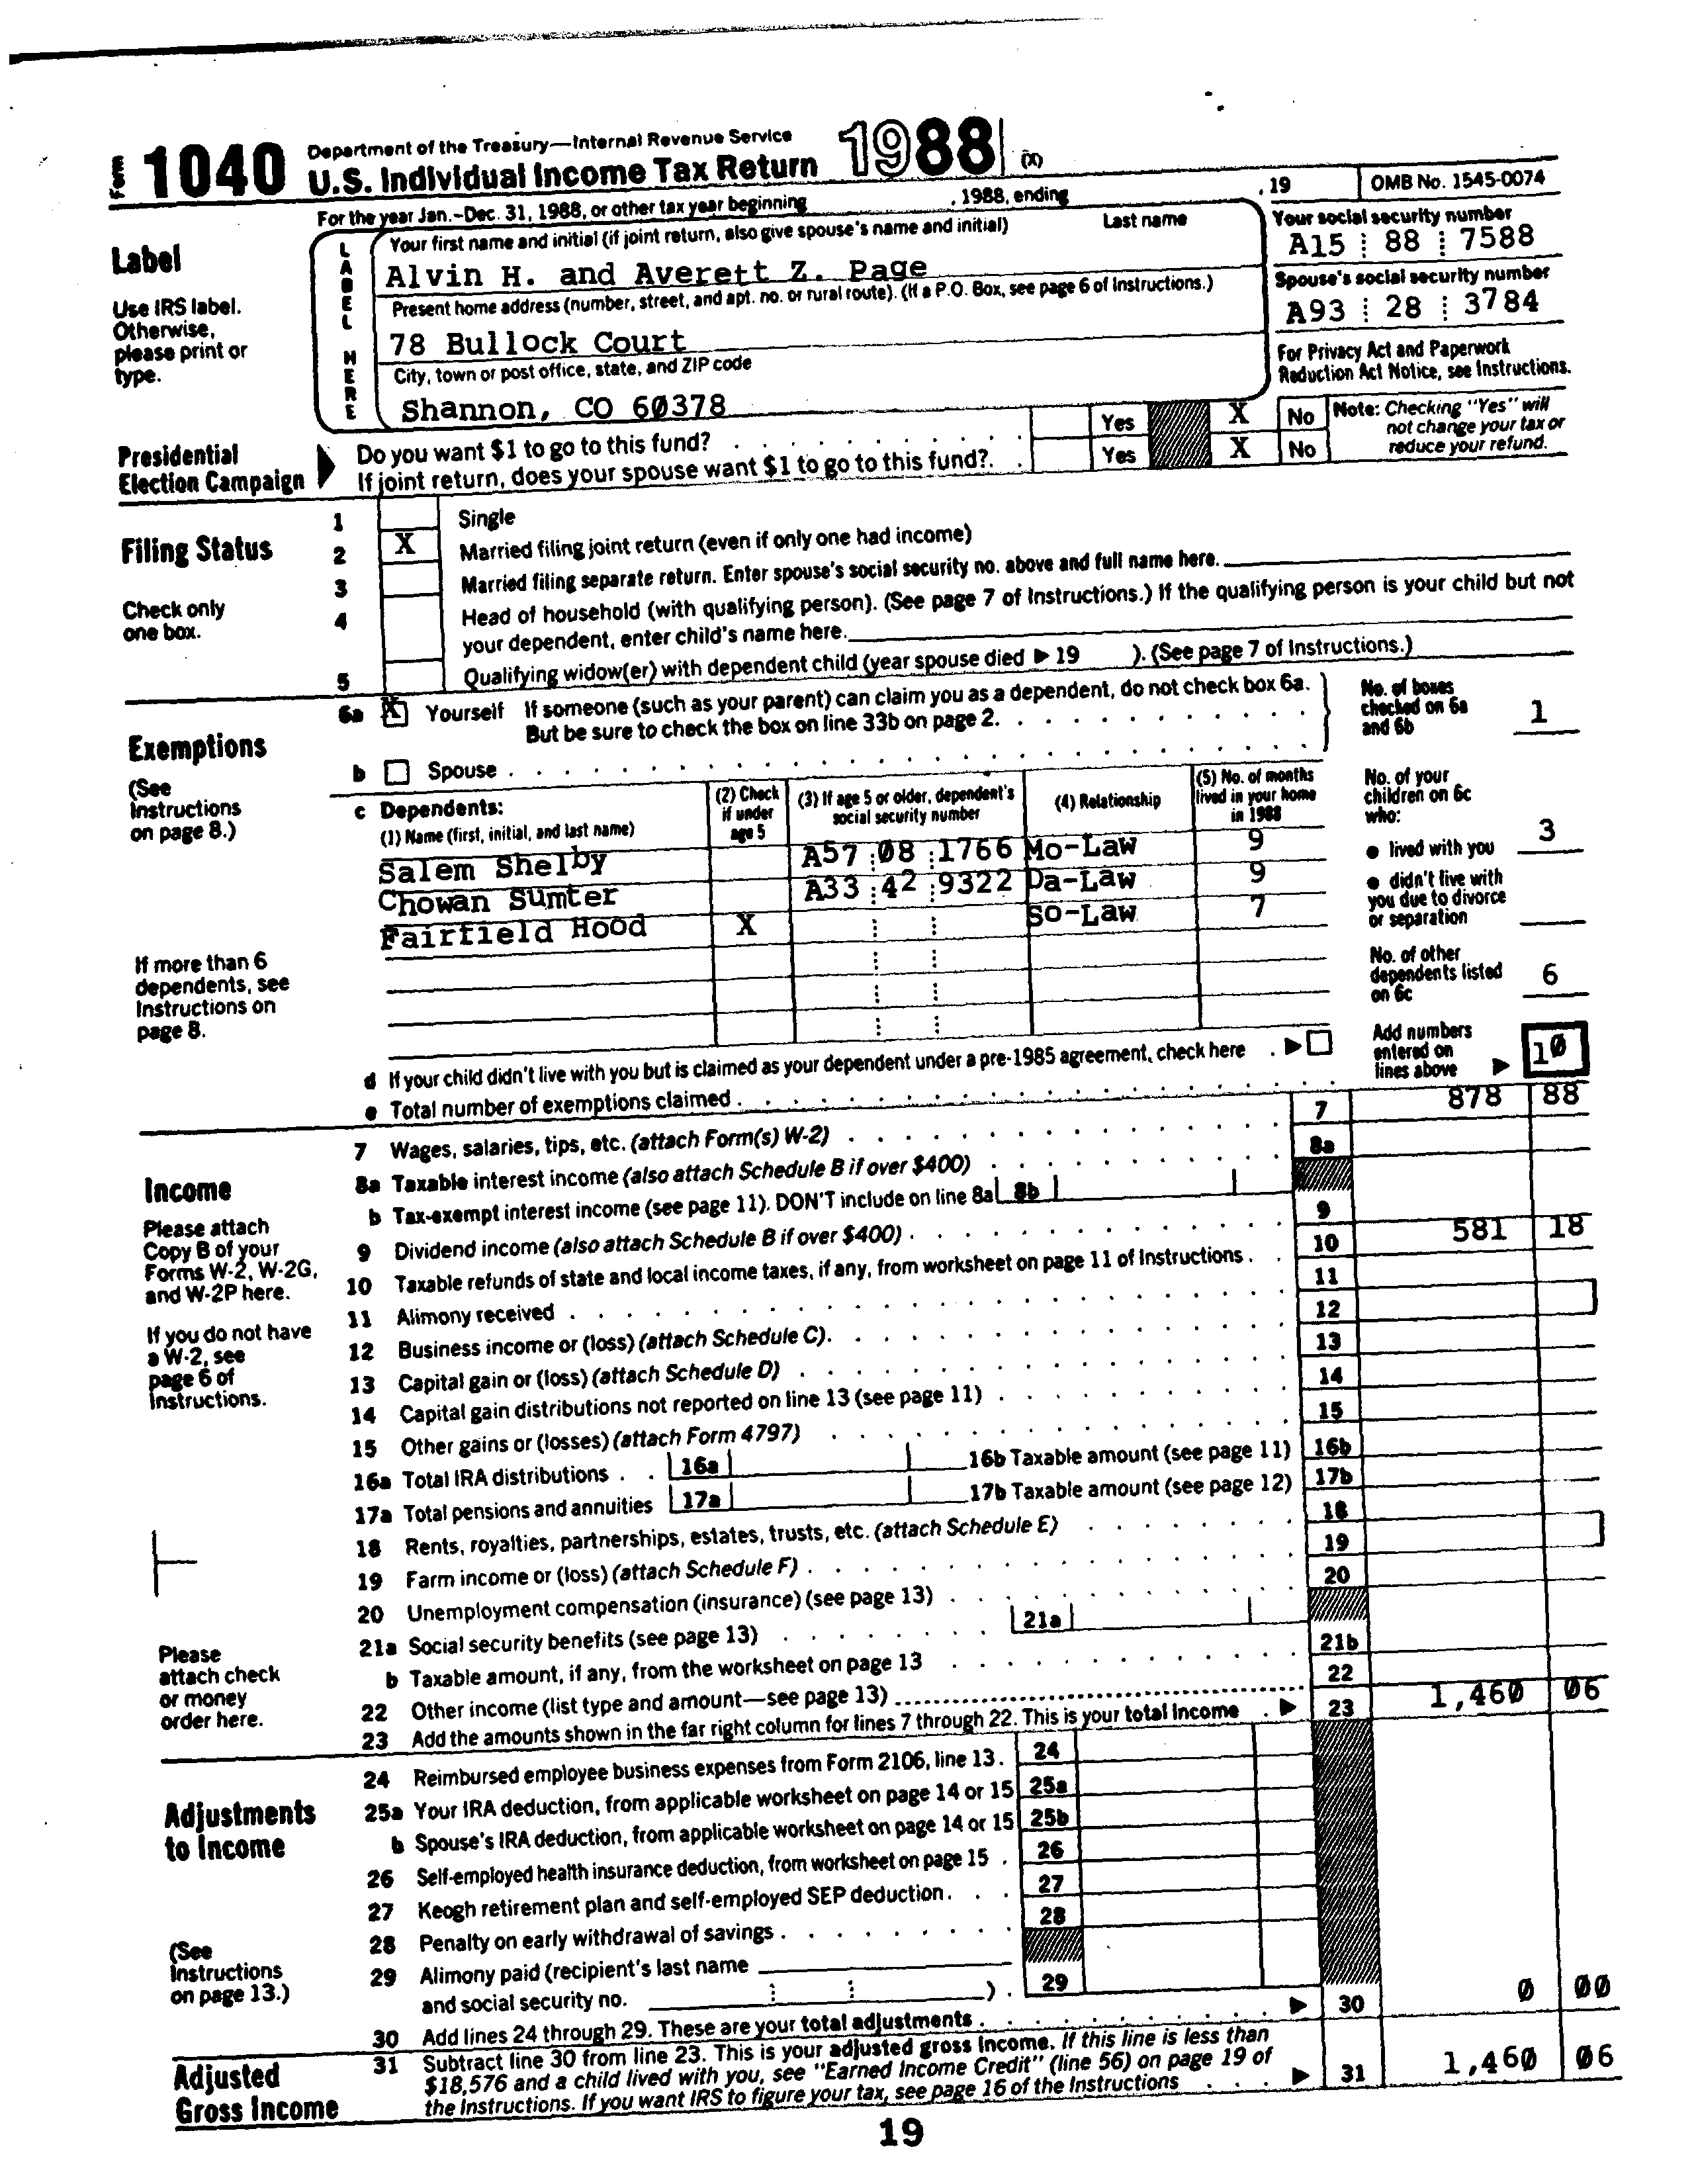 Form 1040 Department of the Treasury—Internal Revenue Service
U.S. Individual Income Tax Return 1988 (X)
For the year Jan.-Dec. 31, 1988, or other tax year beginning , 1988, ending , 19 OMB No. 1545-0074
Label
Use IRS label.
Otherwise,
please print or
type.
LABEL HERE
Your first name and initial (if joint return, also give spouse's name and initial) Last name
Alvin H. and Averett Z. Page
Your social security number
A15 88 7588
Present home address (number, street, and apt. no. or rural route). (If a P.O. Box, see page 6 of Instructions.)
78 Bullock Court
Spouse's social security number
A93 28 3784
City, town or post office, state, and ZIP code
Shannon, CO 60378
For Privacy Act and Paperwork
Reduction Act Notice, see Instructions.
Presidential
Election Campaign
Do you want $1 to go to this fund? Yes X No
If joint return, does your spouse want $1 to go to this fund? Yes X No
Note: Checking "Yes" will
not change your tax or
reduce your refund.
Filing Status
Check only
one box.
1 Single
2 X Married filing joint return (even if only one had income)
3 Married filing separate return. Enter spouse's social security no. above and full name here.
4 Head of household (with qualifying person). (See page 7 of Instructions.) If the qualifying person is your child but not
your dependent, enter child's name here.
5 Qualifying widow(er) with dependent child (year spouse died ▶ 19 ). (See page 7 of Instructions.)
Exemptions
(See
Instructions
on page 8.)
6a X Yourself If someone (such as your parent) can claim you as a dependent, do not check box 6a.
But be sure to check the box on line 33b on page 2.
b Spouse
No. of boxes
checked on 6a
and 6b 1
c Dependents:
(1) Name (first, initial, and last name)
(2) Check
if under
age 5
(3) If age 5 or older, dependent's
social security number
(4) Relationship
(5) No. of months
lived in your home
in 1988
Salem Shelby A57 08 1766 Mo-Law 9
Chowan Sumter A33 42 9322 Da-Law 9
Fairfield Hood X So-Law 7
No. of your
children on 6c
who:
● lived with you 3
● didn't live with
you due to divorce
or separation
No. of other
dependents listed
on 6c 6
If more than 6
dependents, see
Instructions on
page 8.
d If your child didn't live with you but is claimed as your dependent under a pre-1985 agreement, check here ▶
e Total number of exemptions claimed
Add numbers
entered on
lines above ▶ 10
Income
Please attach
Copy B of your
Forms W-2, W-2G,
and W-2P here.
If you do not have
a W-2, see
page 6 of
Instructions.
Please
attach check
or money
order here.
7 Wages, salaries, tips, etc. (attach Form(s) W-2) 7 878 88
8a Taxable interest income (also attach Schedule B if over $400) 8a
b Tax-exempt interest income (see page 11). DON'T include on line 8a 8b
9 Dividend income (also attach Schedule B if over $400) 9
10 Taxable refunds of state and local income taxes, if any, from worksheet on page 11 of Instructions 10 581 18
11 Alimony received 11
12 Business income or (loss) (attach Schedule C) 12
13 Capital gain or (loss) (attach Schedule D) 13
14 Capital gain distributions not reported on line 13 (see page 11) 14
15 Other gains or (losses) (attach Form 4797) 15
16a Total IRA distributions 16a 16b Taxable amount (see page 11) 16b
17a Total pensions and annuities 17a 17b Taxable amount (see page 12) 17b
18 Rents, royalties, partnerships, estates, trusts, etc. (attach Schedule E) 18
19 Farm income or (loss) (attach Schedule F) 19
20 Unemployment compensation (insurance) (see page 13) 20
21a Social security benefits (see page 13) 21a
b Taxable amount, if any, from the worksheet on page 13 21b
22 Other income (list type and amount—see page 13) 22
23 Add the amounts shown in the far right column for lines 7 through 22. This is your total income ▶ 23 1,460 06
Adjustments
to Income
(See
Instructions
on page 13.)
24 Reimbursed employee business expenses from Form 2106, line 13. 24
25a Your IRA deduction, from applicable worksheet on page 14 or 15 25a
b Spouse's IRA deduction, from applicable worksheet on page 14 or 15 25b
26 Self-employed health insurance deduction, from worksheet on page 15 26
27 Keogh retirement plan and self-employed SEP deduction 27
28 Penalty on early withdrawal of savings 28
29 Alimony paid (recipient's last name
and social security no. ) 29
30 Add lines 24 through 29. These are your total adjustments ▶ 30 0 00
Adjusted
Gross Income
31 Subtract line 30 from line 23. This is your adjusted gross income. If this line is less than
$18,576 and a child lived with you, see "Earned Income Credit" (line 56) on page 19 of
the Instructions. If you want IRS to figure your tax, see page 16 of the Instructions ▶ 31 1,460 06
19